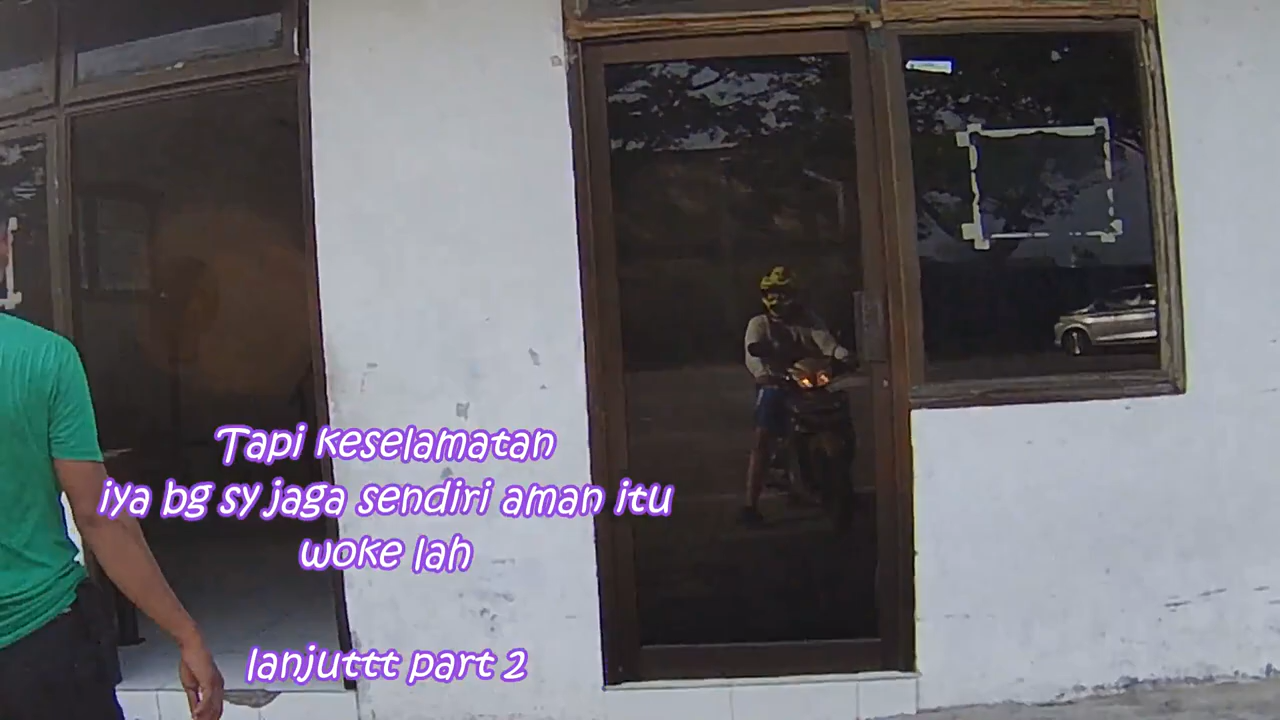 Tapi keselamatan
iya bg sy jaga sendiri aman itu
woke lah
lanjuttt part 2